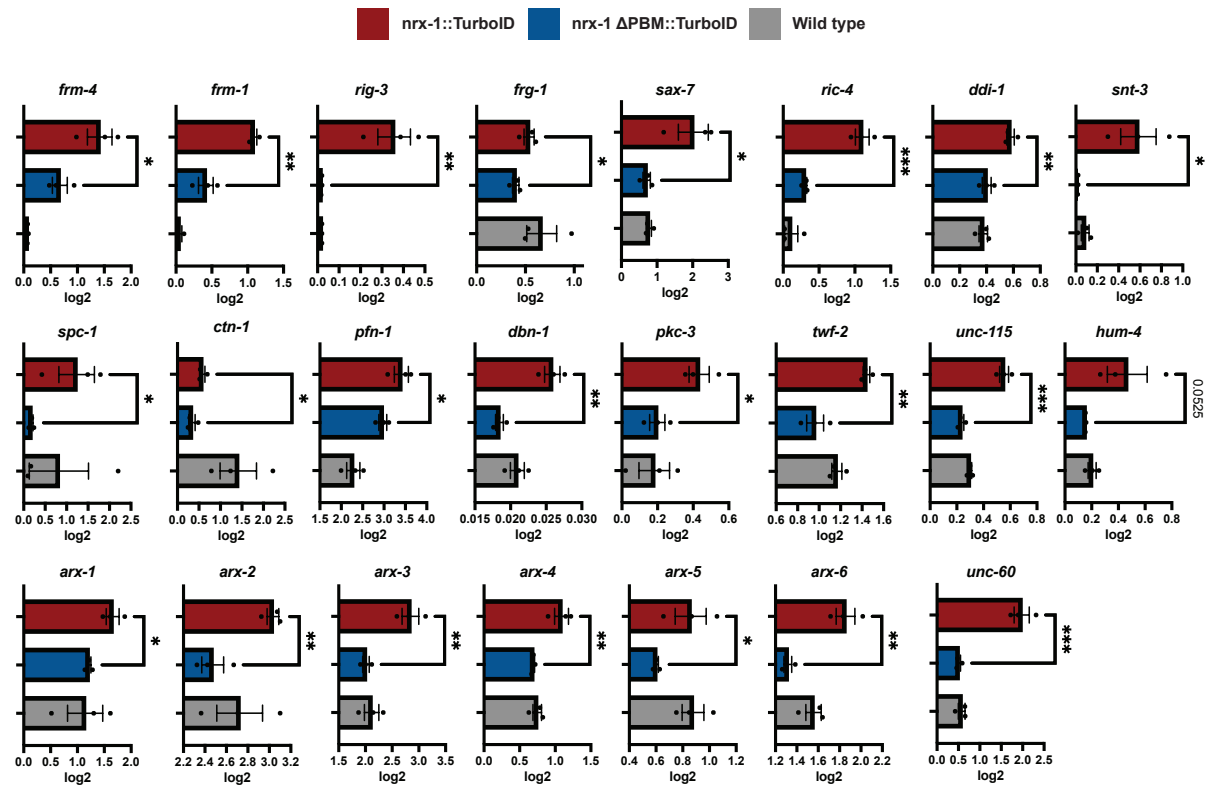 nrx-1::TurboID nrx-1 ΔPBM::TurboID Wild type
frm-4 frm-1 rig-3 frg-1 sax-7 ric-4 ddi-1 snt-3
* ** ** * * *** ** *
0.0 0.5 1.0 1.5 2.0 0.0 0.5 1.0 1.5 0.0 0.1 0.2 0.3 0.4 0.5 0.0 0.5 1.0 0 1 2 3 0.0 0.5 1.0 1.5 0.0 0.2 0.4 0.6 0.8 0.0 0.2 0.4 0.6 0.8 1.0
log2 log2 log2 log2 log2 log2 log2 log2
spc-1 ctn-1 pfn-1 dbn-1 pkc-3 twf-2 unc-115 hum-4
* * * ** * ** *** 0.0525
0.0 0.5 1.0 1.5 2.0 2.5 0.0 0.5 1.0 1.5 2.0 2.5 1.5 2.0 2.5 3.0 3.5 4.0 0.015 0.020 0.025 0.030 0.0 0.2 0.4 0.6 0.6 0.8 1.0 1.2 1.4 1.6 0.0 0.2 0.4 0.6 0.8 0.0 0.2 0.4 0.6 0.8
log2 log2 log2 log2 log2 log2 log2 log2
arx-1 arx-2 arx-3 arx-4 arx-5 arx-6 unc-60
* ** ** ** * ** ***
0.0 0.5 1.0 1.5 2.0 2.2 2.4 2.6 2.8 3.0 3.2 1.5 2.0 2.5 3.0 3.5 0.0 0.5 1.0 1.5 0.4 0.6 0.8 1.0 1.2 1.2 1.4 1.6 1.8 2.0 2.2 0.0 0.5 1.0 1.5 2.0 2.5
log2 log2 log2 log2 log2 log2 log2